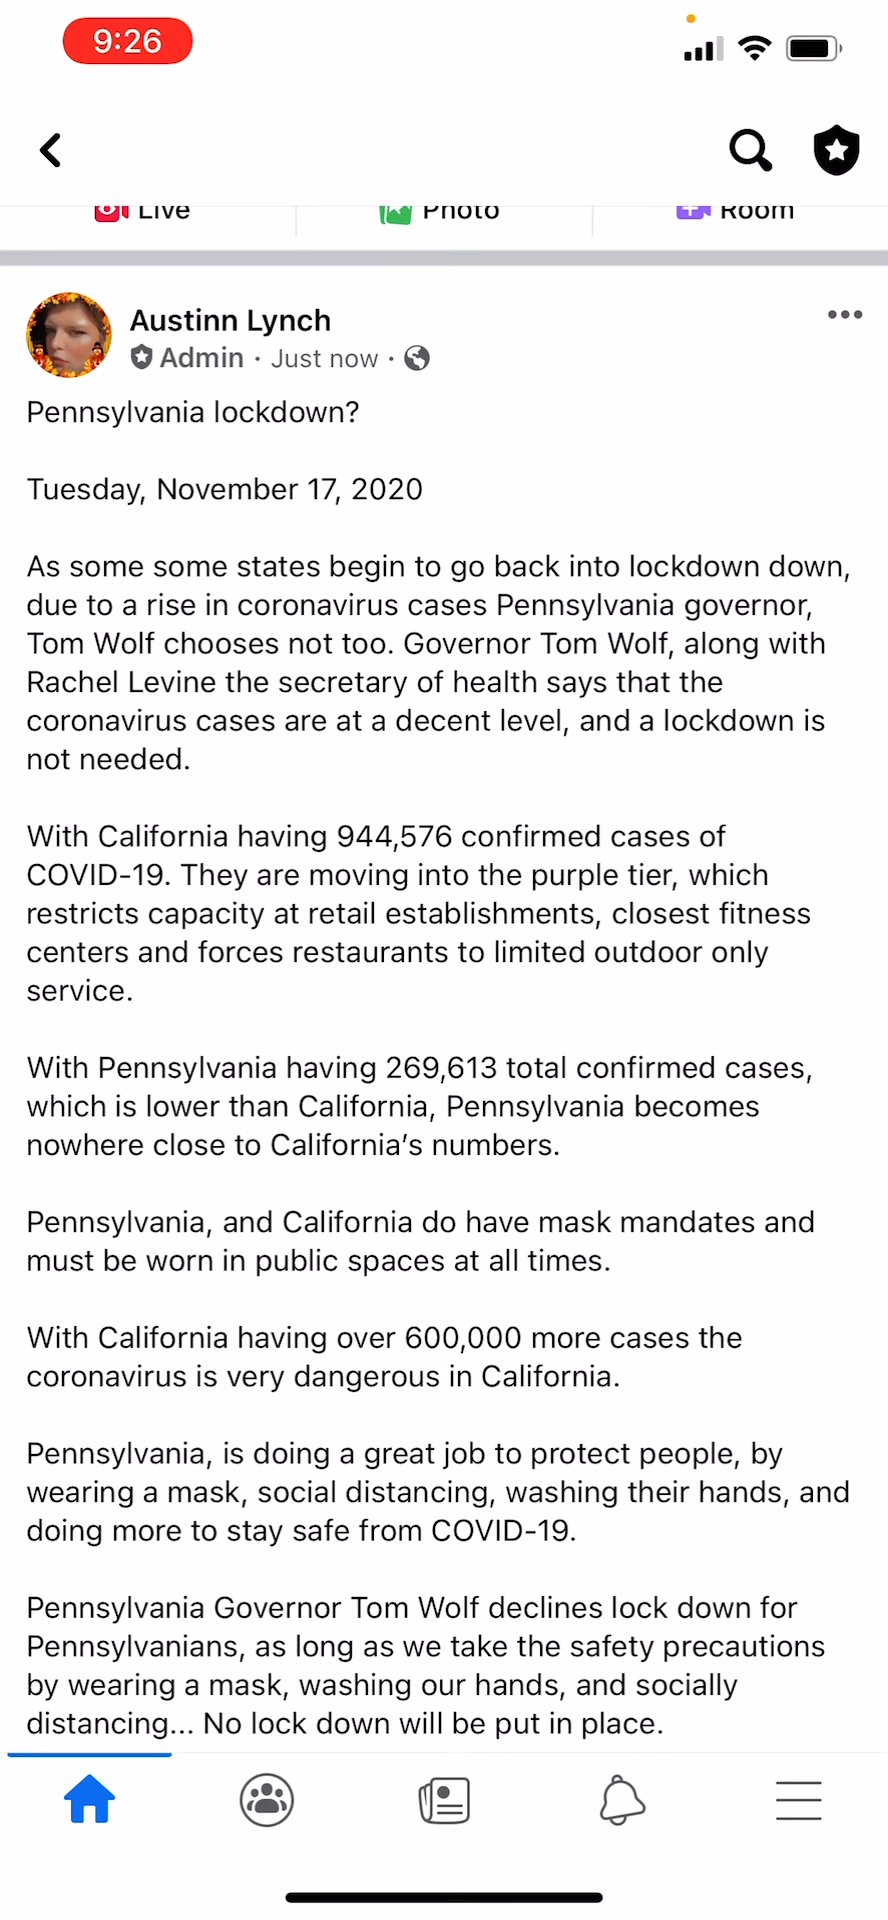 9:26
Live Photo Room
Austinn Lynch
Admin · Just now ·
Pennsylvania lockdown?
Tuesday, November 17, 2020
As some some states begin to go back into lockdown down,
due to a rise in coronavirus cases Pennsylvania governor,
Tom Wolf chooses not too. Governor Tom Wolf, along with
Rachel Levine the secretary of health says that the
coronavirus cases are at a decent level, and a lockdown is
not needed.
With California having 944,576 confirmed cases of
COVID-19. They are moving into the purple tier, which
restricts capacity at retail establishments, closest fitness
centers and forces restaurants to limited outdoor only
service.
With Pennsylvania having 269,613 total confirmed cases,
which is lower than California, Pennsylvania becomes
nowhere close to California’s numbers.
Pennsylvania, and California do have mask mandates and
must be worn in public spaces at all times.
With California having over 600,000 more cases the
coronavirus is very dangerous in California.
Pennsylvania, is doing a great job to protect people, by
wearing a mask, social distancing, washing their hands, and
doing more to stay safe from COVID-19.
Pennsylvania Governor Tom Wolf declines lock down for
Pennsylvanians, as long as we take the safety precautions
by wearing a mask, washing our hands, and socially
distancing... No lock down will be put in place.